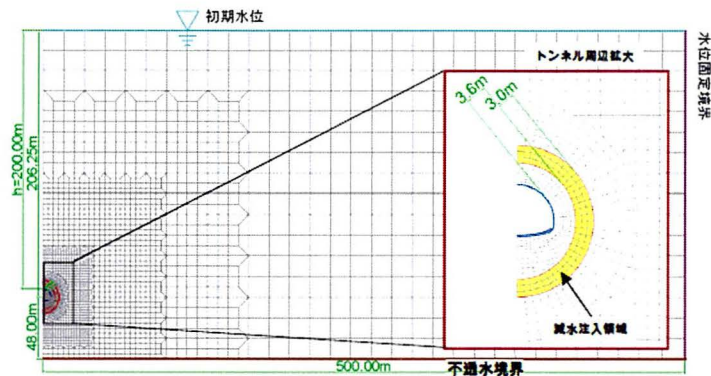 初期水位
トンネル周辺拡大
水位固定境界
3.6m
3.0m
h=200.00m
206.25m
減水注入領域
48.00m
500.00m
不透水境界